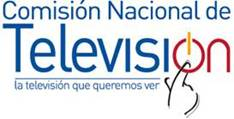 Comisión Nacional de
Televisión
la televisión que queremos ver